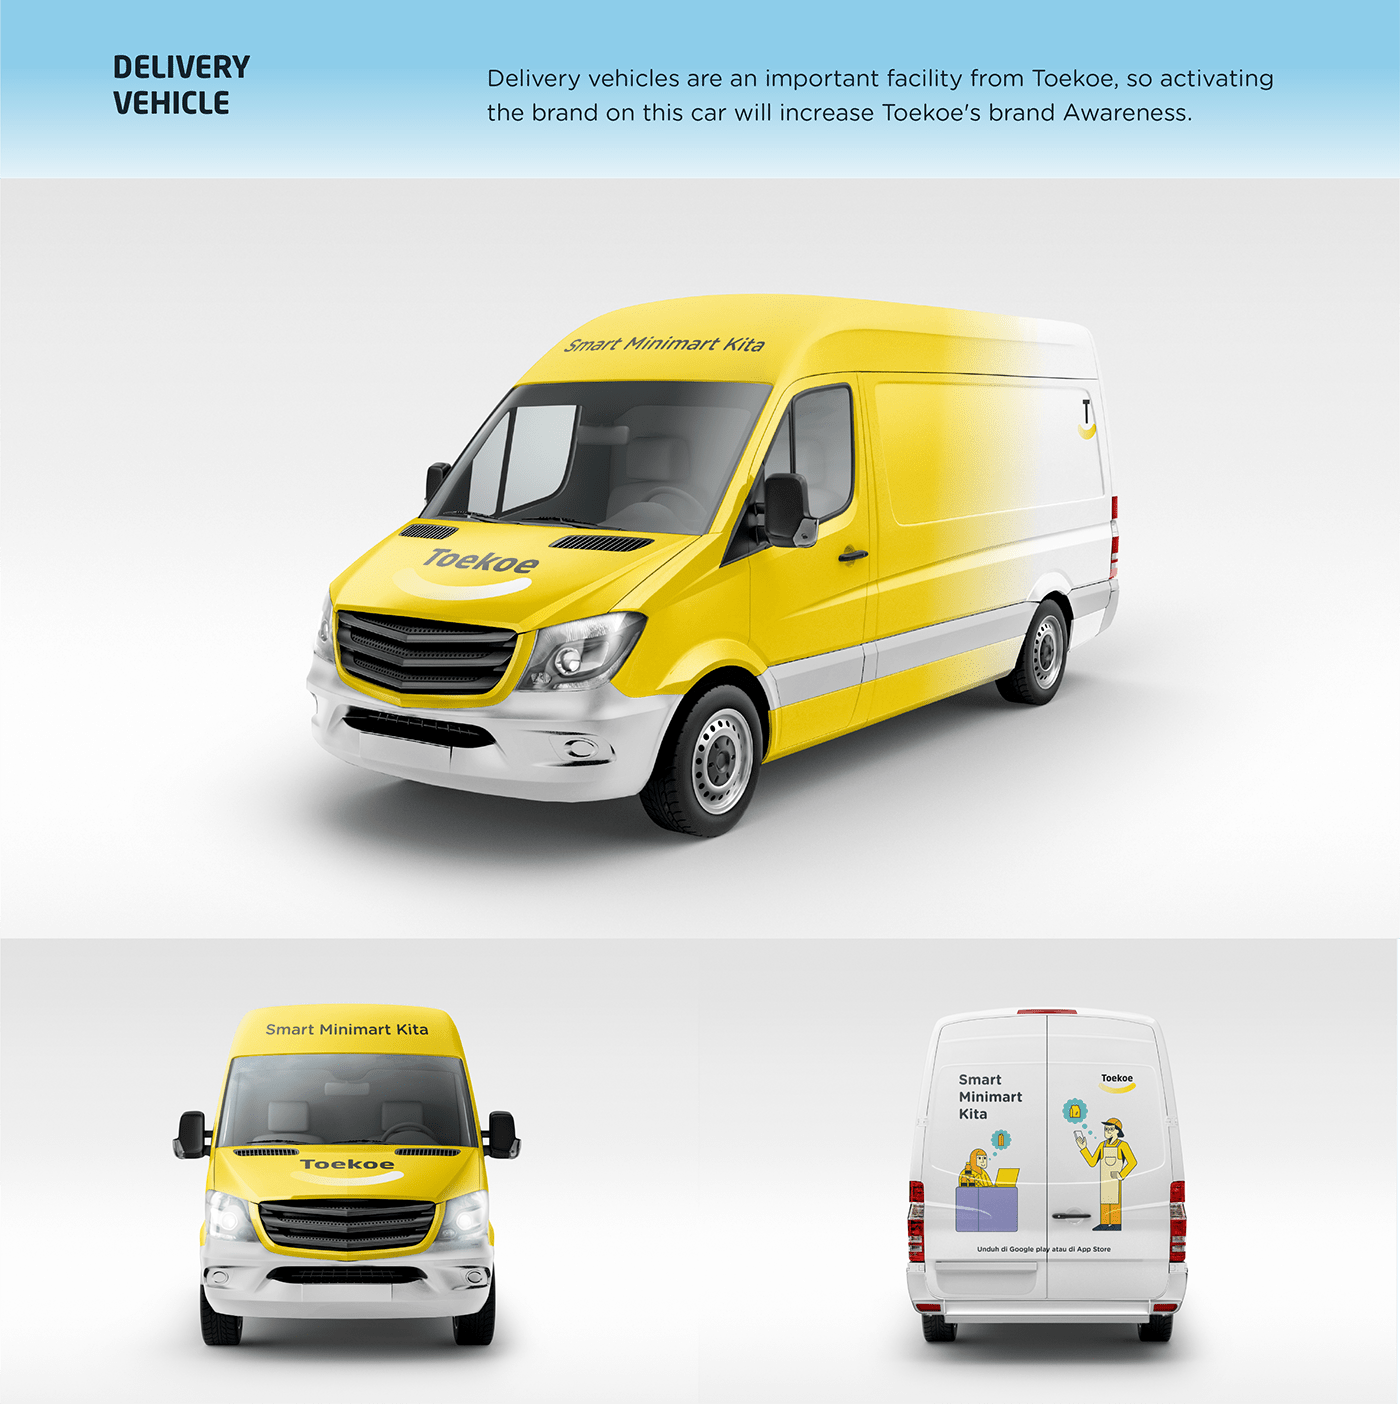 DELIVERY
VEHICLE
Delivery vehicles are an important facility from Toekoe, so activating
the brand on this car will increase Toekoe's brand Awareness.
Smart Minimart Kita
T
Toekoe
Smart Minimart Kita
Toekoe
Smart
Minimart
Kita
Toekoe
Unduh di Google play atau di App Store